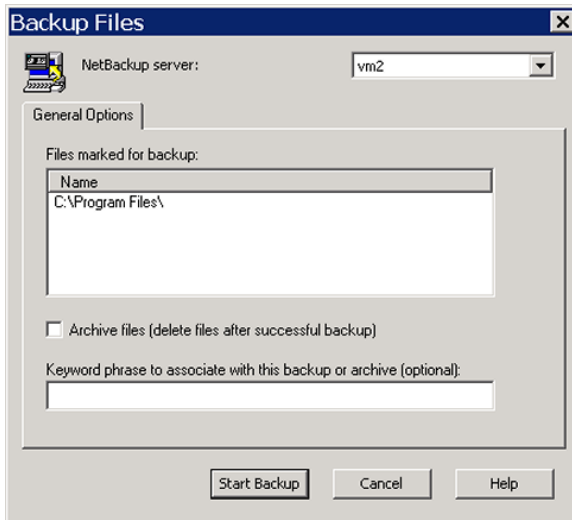 Backup Files
NetBackup server:
vm2
General Options
Files marked for backup:
Name
C:\Program Files\
Archive files (delete files after successful backup)
Keyword phrase to associate with this backup or archive (optional):
Start Backup
Cancel
Help